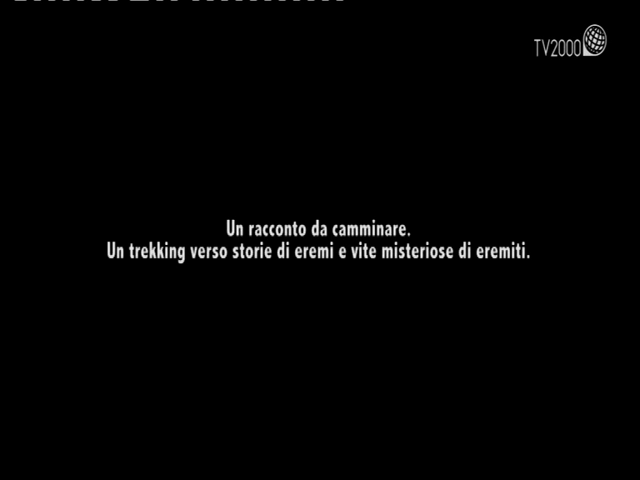 TV2000
Un racconto da camminare.
Un trekking verso storie di eremi e vite misteriose di eremiti.